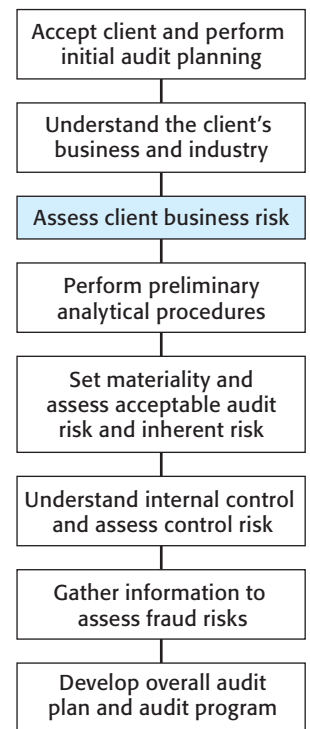 Accept client and perform
initial audit planning
Understand the client's
business and industry
Assess client business risk
Perform preliminary
analytical procedures
Set materiality and
assess acceptable audit
risk and inherent risk
Understand internal control
and assess control risk
Gather information to
assess fraud risks
Develop overall audit
plan and audit program